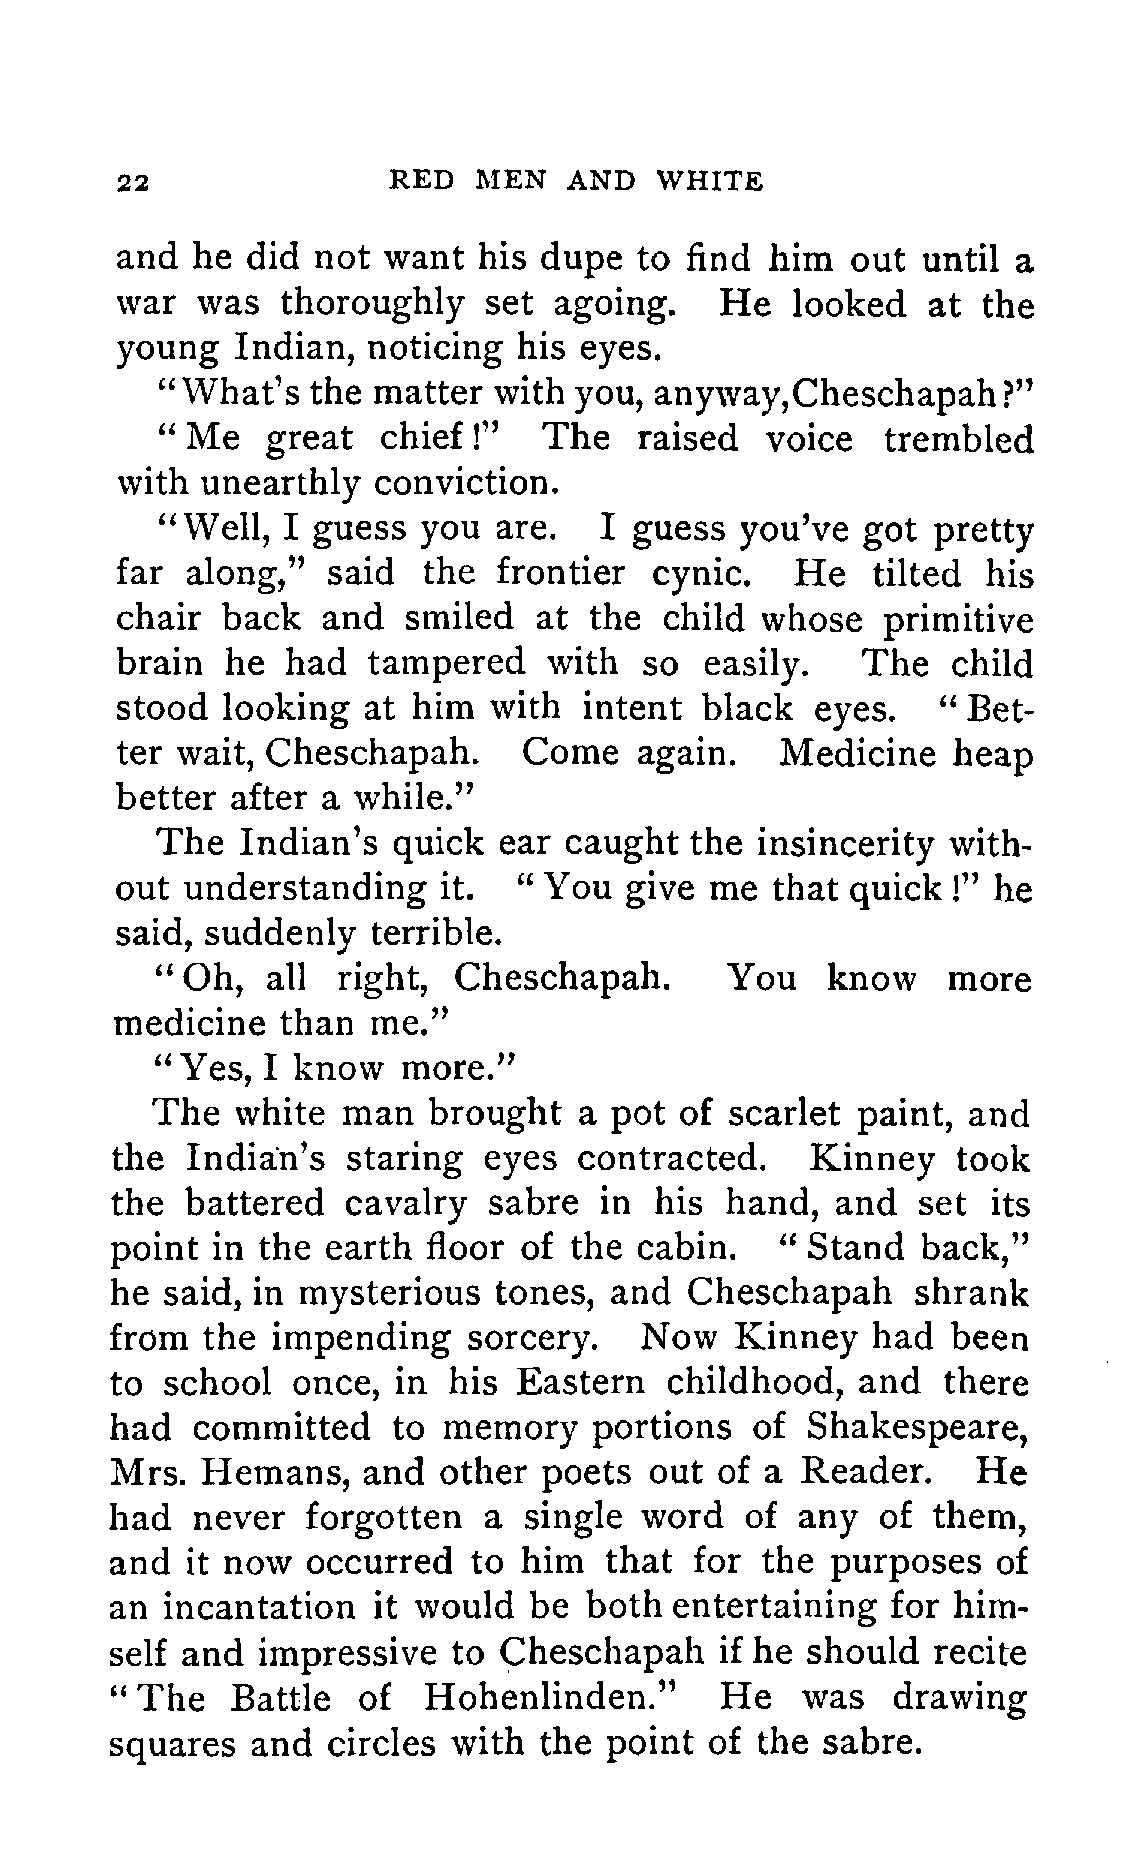 22 RED MEN AND WHITE
and he did not want his dupe to find him out until a
war was thoroughly set agoing. He looked at the
young Indian, noticing his eyes.
"What's the matter with you, anyway,Cheschapah?"
"Me great chief!" The raised voice trembled
with unearthly conviction.
"Well, I guess you are. I guess you've got pretty
far along," said the frontier cynic. He tilted his
chair back and smiled at the child whose primitive
brain he had tampered with so easily. The child
stood looking at him with intent black eyes. "Bet-
ter wait, Cheschapah. Come again. Medicine heap
better after a while."
The Indian's quick ear caught the insincerity with-
out understanding it. "You give me that quick!" he
said, suddenly terrible.
"Oh, all right, Cheschapah. You know more
medicine than me."
"Yes, I know more."
The white man brought a pot of scarlet paint, and
the Indian's staring eyes contracted. Kinney took
the battered cavalry sabre in his hand, and set its
point in the earth floor of the cabin. "Stand back,"
he said, in mysterious tones, and Cheschapah shrank
from the impending sorcery. Now Kinney had been
to school once, in his Eastern childhood, and there
had committed to memory portions of Shakespeare,
Mrs. Hemans, and other poets out of a Reader. He
had never forgotten a single word of any of them,
and it now occurred to him that for the purposes of
an incantation it would be both entertaining for him-
self and impressive to Cheschapah if he should recite
"The Battle of Hohenlinden." He was drawing
squares and circles with the point of the sabre.